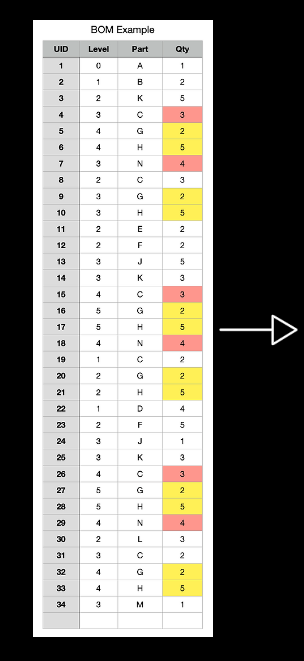 BOM Example
UID Level Part Qty
1 0 A 1
2 1 B 2
3 2 K 5
4 3 C 3
5 4 G 2
6 4 H 5
7 3 N 4
8 2 C 3
9 3 G 2
10 3 H 5
11 2 E 2
12 2 F 2
13 3 J 5
14 3 K 3
15 4 C 3
16 5 G 2
17 5 H 5
18 4 N 4
19 1 C 2
20 2 G 2
21 2 H 5
22 1 D 4
23 2 F 5
24 3 J 1
25 3 K 3
26 4 C 3
27 5 G 2
28 5 H 5
29 4 N 4
30 2 L 3
31 3 C 2
32 4 G 2
33 4 H 5
34 3 M 1